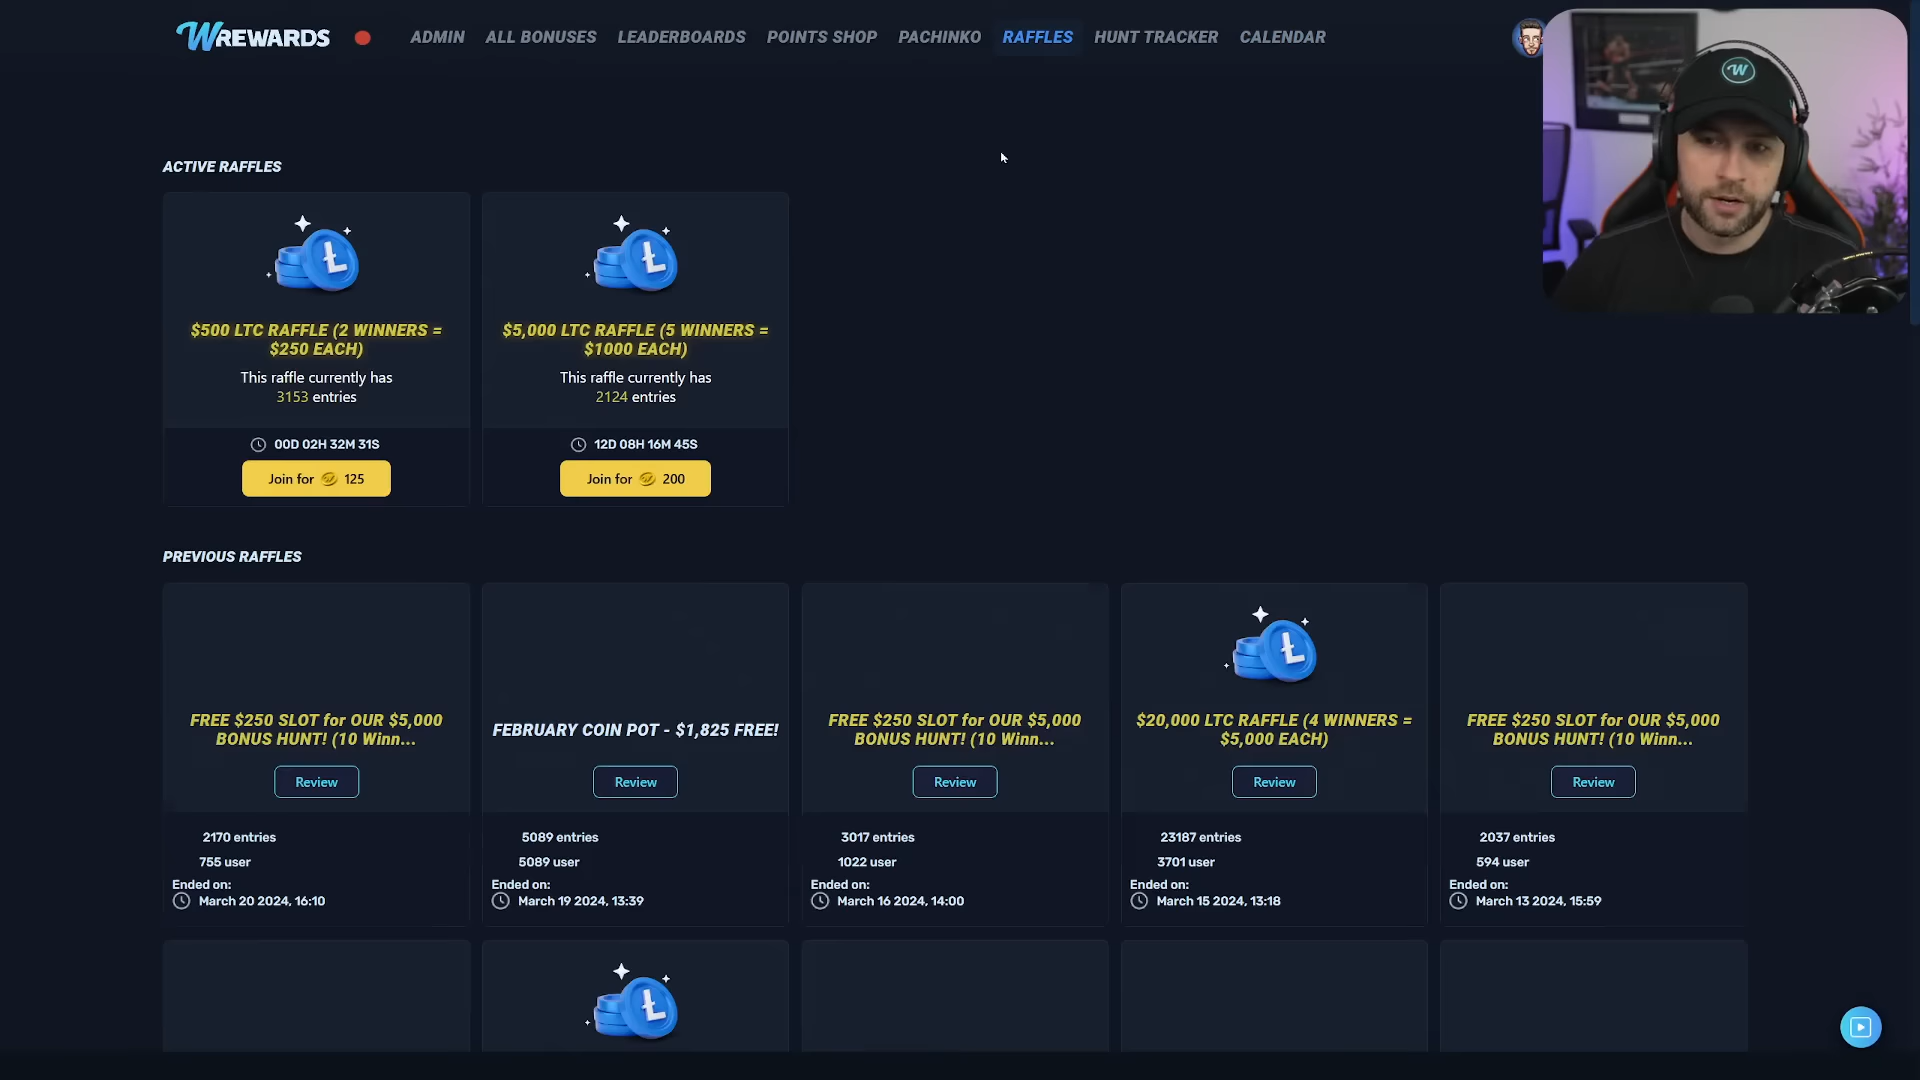 WREWARDS
ADMIN ALL BONUSES LEADERBOARDS POINTS SHOP PACHINKO RAFFLES HUNT TRACKER CALENDAR
W
ACTIVE RAFFLES
$500 LTC RAFFLE (2 WINNERS =
$250 EACH)
This raffle currently has
3153 entries
00D 02H 32M 31S
Join for 125
$5,000 LTC RAFFLE (5 WINNERS =
$1000 EACH)
This raffle currently has
2124 entries
12D 08H 16M 45S
Join for 200
PREVIOUS RAFFLES
FREE $250 SLOT for OUR $5,000
BONUS HUNT! (10 Winn...
Review
2170 entries
755 user
Ended on:
March 20 2024, 16:10
FEBRUARY COIN POT - $1,825 FREE!
Review
5089 entries
5089 user
Ended on:
March 19 2024, 13:39
FREE $250 SLOT for OUR $5,000
BONUS HUNT! (10 Winn...
Review
3017 entries
1022 user
Ended on:
March 16 2024, 14:00
$20,000 LTC RAFFLE (4 WINNERS =
$5,000 EACH)
Review
23187 entries
3701 user
Ended on:
March 15 2024, 13:18
FREE $250 SLOT for OUR $5,000
BONUS HUNT! (10 Winn...
Review
2037 entries
594 user
Ended on:
March 13 2024, 15:59